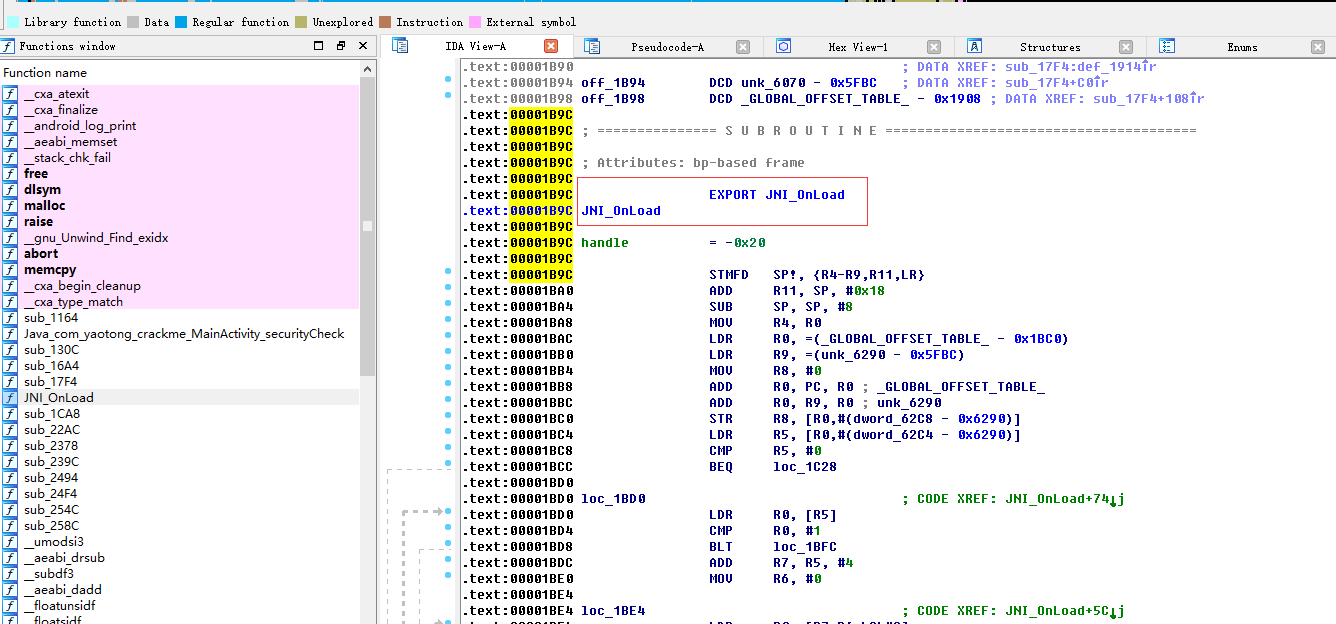 Library function Data Regular function Unexplored Instruction External symbol
Functions window
IDA View-A Pseudocode-A Hex View-1 Structures Enums
Function name
__cxa_atexit
__cxa_finalize
__android_log_print
__aeabi_memset
__stack_chk_fail
free
dlsym
malloc
raise
__gnu_Unwind_Find_exidx
abort
memcpy
__cxa_begin_cleanup
__cxa_type_match
sub_1164
Java_com_yaotong_crackme_MainActivity_securityCheck
sub_130C
sub_16A4
sub_17F4
JNI_OnLoad
sub_1CA8
sub_22AC
sub_2378
sub_239C
sub_2494
sub_24F4
sub_254C
sub_258C
__umodsi3
__aeabi_drsub
__subdf3
__aeabi_dadd
__floatunsidf
__floatsidf
.text:00001B90 ; DATA XREF: sub_17F4:def_1914↑r
.text:00001B94 off_1B94 DCD unk_6070 - 0x5FBC ; DATA XREF: sub_17F4+C0↑r
.text:00001B98 off_1B98 DCD _GLOBAL_OFFSET_TABLE_ - 0x1908 ; DATA XREF: sub_17F4+108↑r
.text:00001B9C
.text:00001B9C ; =============== S U B R O U T I N E =======================================
.text:00001B9C
.text:00001B9C ; Attributes: bp-based frame
.text:00001B9C
.text:00001B9C EXPORT JNI_OnLoad
.text:00001B9C JNI_OnLoad
.text:00001B9C
.text:00001B9C handle = -0x20
.text:00001B9C
.text:00001B9C STMFD SP!, {R4-R9,R11,LR}
.text:00001BA0 ADD R11, SP, #0x18
.text:00001BA4 SUB SP, SP, #8
.text:00001BA8 MOV R4, R0
.text:00001BAC LDR R0, =(_GLOBAL_OFFSET_TABLE_ - 0x1BC0)
.text:00001BB0 LDR R9, =(unk_6290 - 0x5FBC)
.text:00001BB4 MOV R8, #0
.text:00001BB8 ADD R0, PC, R0 ; _GLOBAL_OFFSET_TABLE_
.text:00001BBC ADD R0, R9, R0 ; unk_6290
.text:00001BC0 STR R8, [R0,#(dword_62C8 - 0x6290)]
.text:00001BC4 LDR R5, [R0,#(dword_62C4 - 0x6290)]
.text:00001BC8 CMP R5, #0
.text:00001BCC BEQ loc_1C28
.text:00001BD0
.text:00001BD0 loc_1BD0 ; CODE XREF: JNI_OnLoad+74↓j
.text:00001BD0 LDR R0, [R5]
.text:00001BD4 CMP R0, #1
.text:00001BD8 BLT loc_1BFC
.text:00001BDC ADD R7, R5, #4
.text:00001BE0 MOV R6, #0
.text:00001BE4
.text:00001BE4 loc_1BE4 ; CODE XREF: JNI_OnLoad+5C↓j